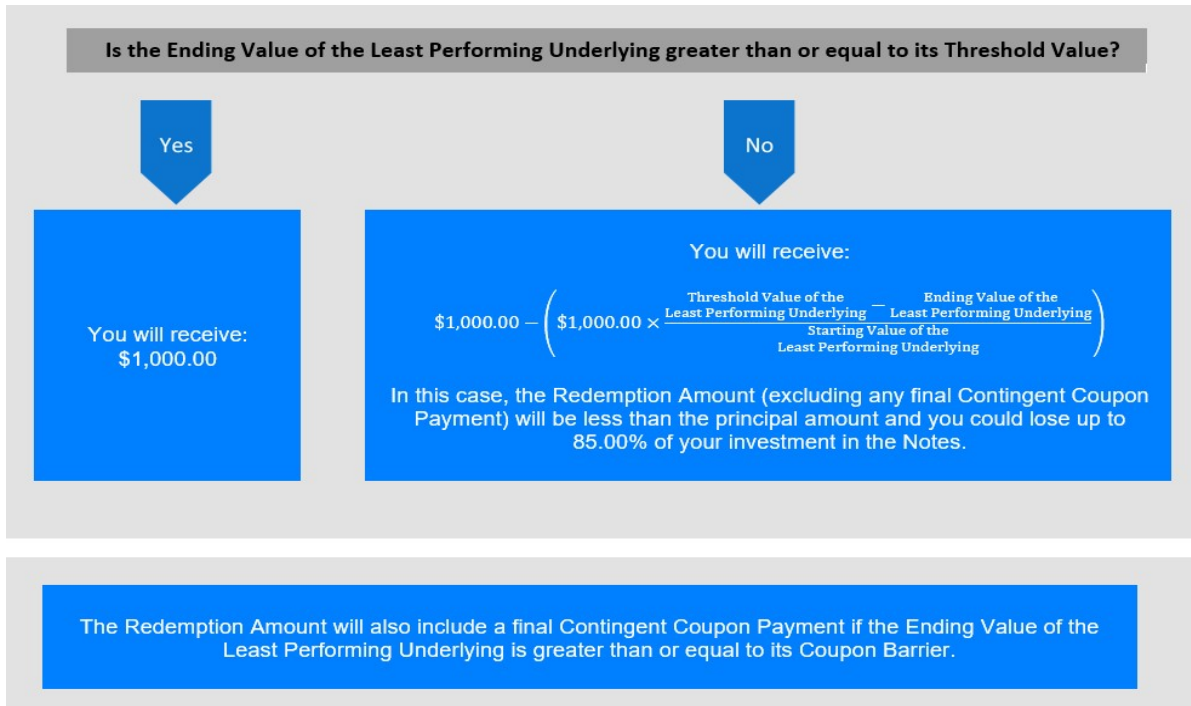 Is the Ending Value of the Least Performing Underlying greater than or equal to its Threshold Value?
Yes
No
You will receive:
$1,000.00
You will receive:
$1,000.00 − ( $1,000.00 × (Threshold Value of the Least Performing Underlying − Ending Value of the Least Performing Underlying) / Starting Value of the Least Performing Underlying )
In this case, the Redemption Amount (excluding any final Contingent Coupon
Payment) will be less than the principal amount and you could lose up to
85.00% of your investment in the Notes.
The Redemption Amount will also include a final Contingent Coupon Payment if the Ending Value of the
Least Performing Underlying is greater than or equal to its Coupon Barrier.